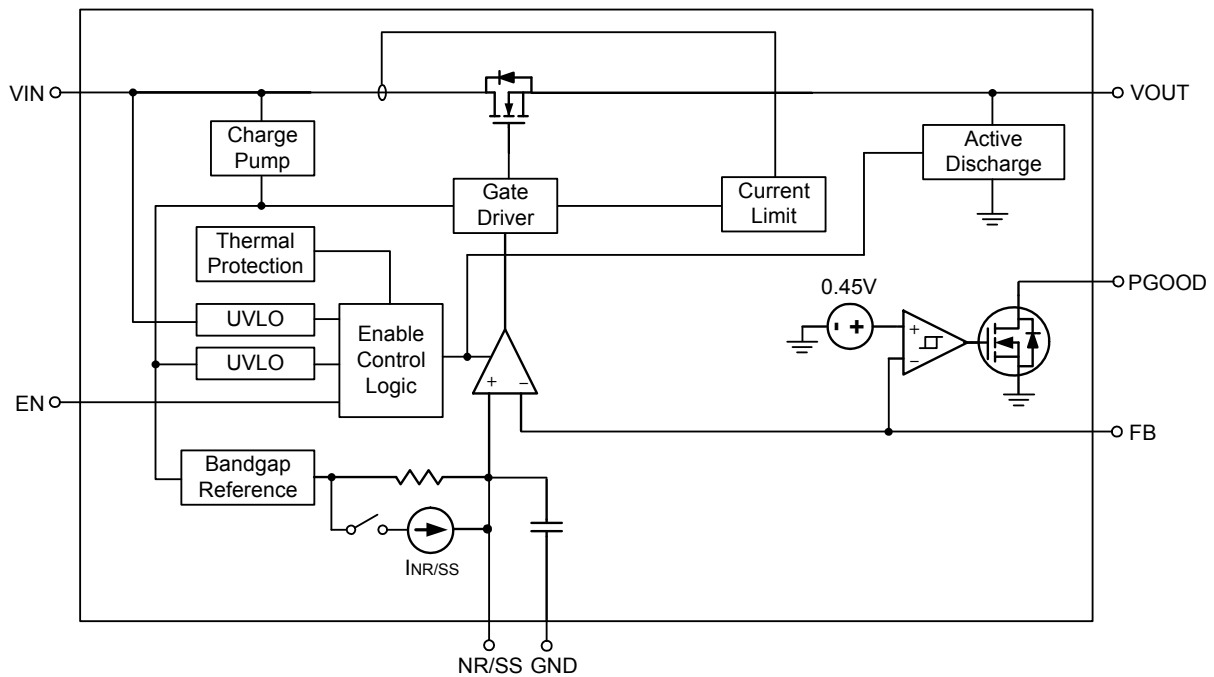 VIN
VOUT
Charge
Pump
Active
Discharge
Gate
Driver
Current
Limit
Thermal
Protection
PGOOD
0.45V
- +
UVLO
Enable
Control
Logic
+
−
UVLO
+ −
EN
FB
Bandgap
Reference
INR/SS
NR/SS GND